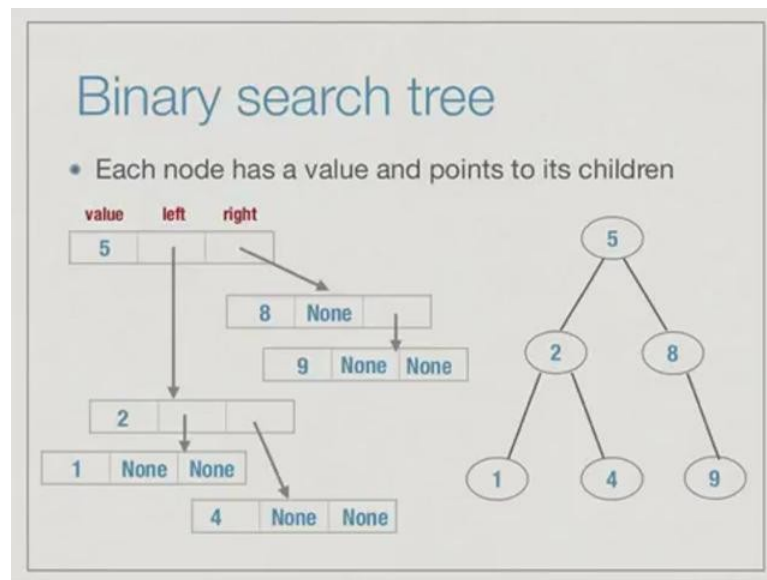 Binary search tree
• Each node has a value and points to its children
value left right
5
8 None
9 None None
2
1 None None
4 None None
5
2 8
1 4 9